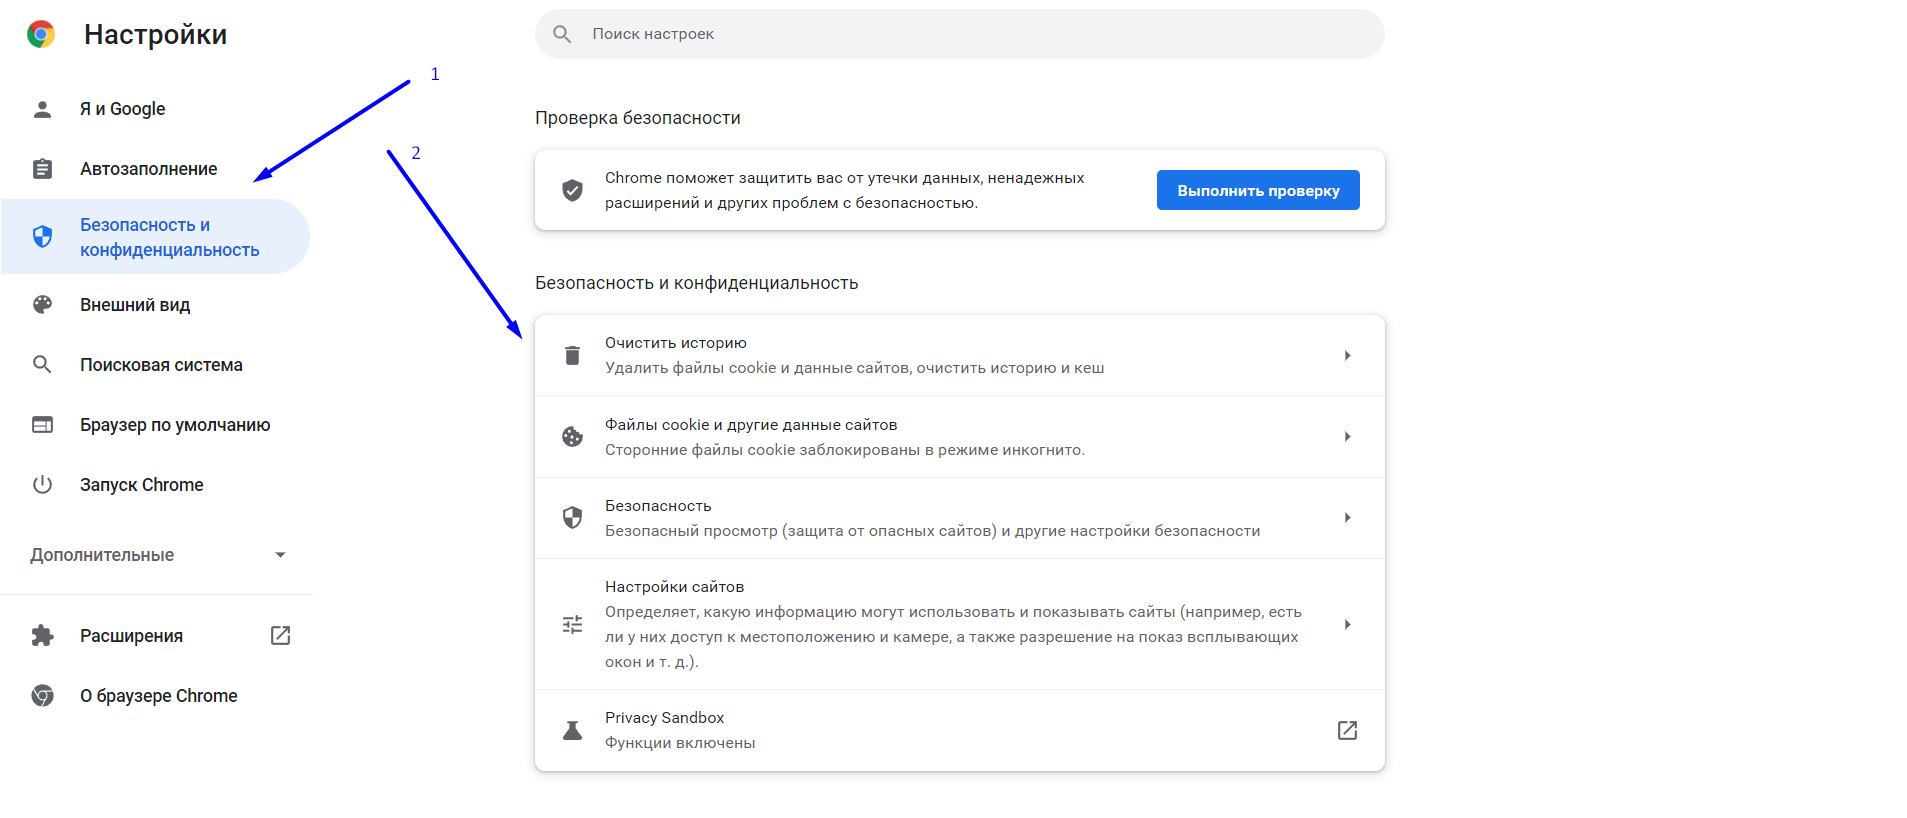 Настройки
Поиск настроек
1
2
Я и Google
Автозаполнение
Безопасность и
конфиденциальность
Внешний вид
Поисковая система
Браузер по умолчанию
Запуск Chrome
Дополнительные
Расширения
О браузере Chrome
Проверка безопасности
Chrome поможет защитить вас от утечки данных, ненадежных
расширений и других проблем с безопасностью.
Выполнить проверку
Безопасность и конфиденциальность
Очистить историю
Удалить файлы cookie и данные сайтов, очистить историю и кеш
Файлы cookie и другие данные сайтов
Сторонние файлы cookie заблокированы в режиме инкогнито.
Безопасность
Безопасный просмотр (защита от опасных сайтов) и другие настройки безопасности
Настройки сайтов
Определяет, какую информацию могут использовать и показывать сайты (например, есть
ли у них доступ к местоположению и камере, а также разрешение на показ всплывающих
окон и т. д.).
Privacy Sandbox
Функции включены